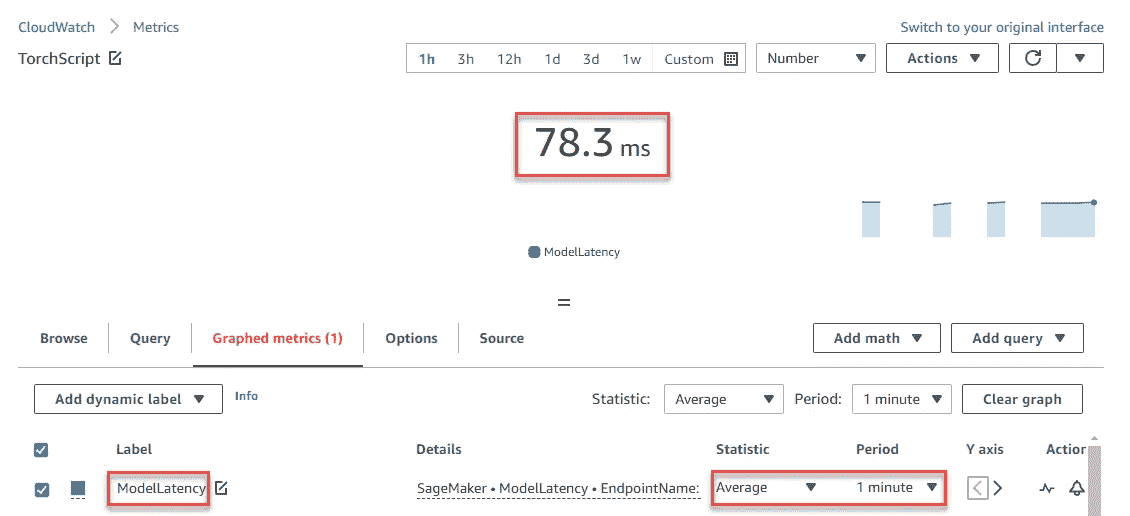 CloudWatch Metrics
Switch to your original interface
TorchScript
1h 3h 12h 1d 3d 1w Custom Number Actions
78.3 ms
ModelLatency
Browse Query Graphed metrics (1) Options Source Add math Add query
Add dynamic label Info Statistic: Average Period: 1 minute Clear graph
Label Details Statistic Period Y axis Action
ModelLatency SageMaker • ModelLatency • EndpointName: Average 1 minute